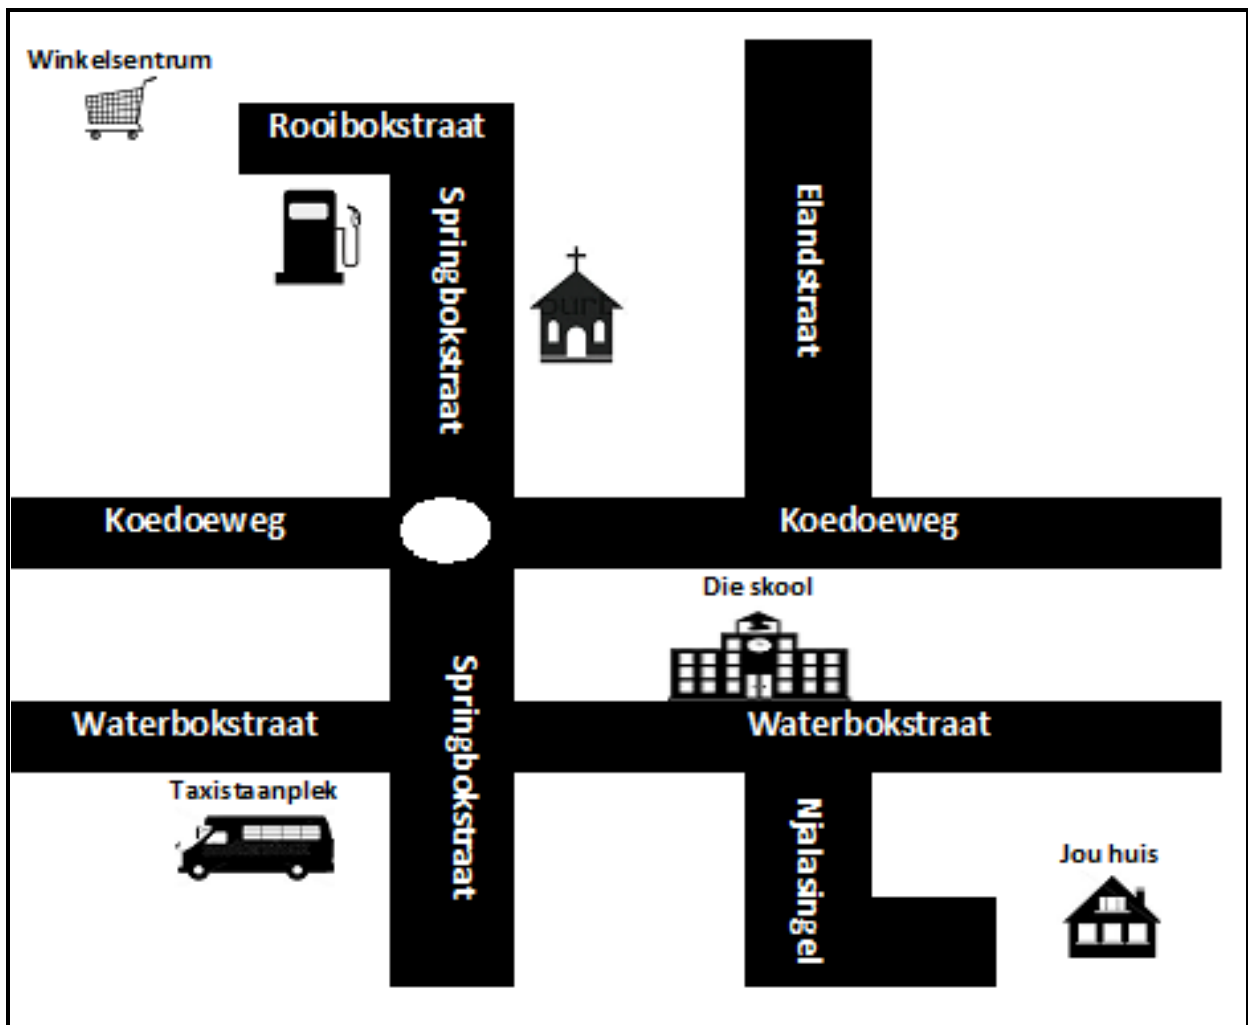 Winkelsentrum
Rooibokstraat
Springbokstraat
Elandstraat
Koedoeweg
Koedoeweg
Die skool
Springbokstraat
Waterbokstraat
Waterbokstraat
Taxistaanplek
Njalasingel
Jou huis